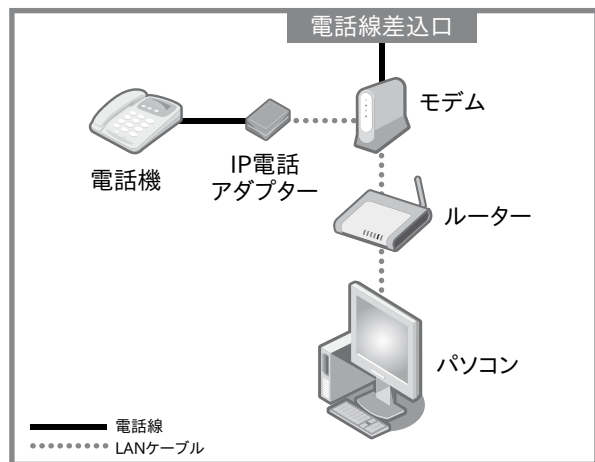 電話線差込口
モデム
電話機
IP電話
アダプター
ルーター
パソコン
電話線
LANケーブル